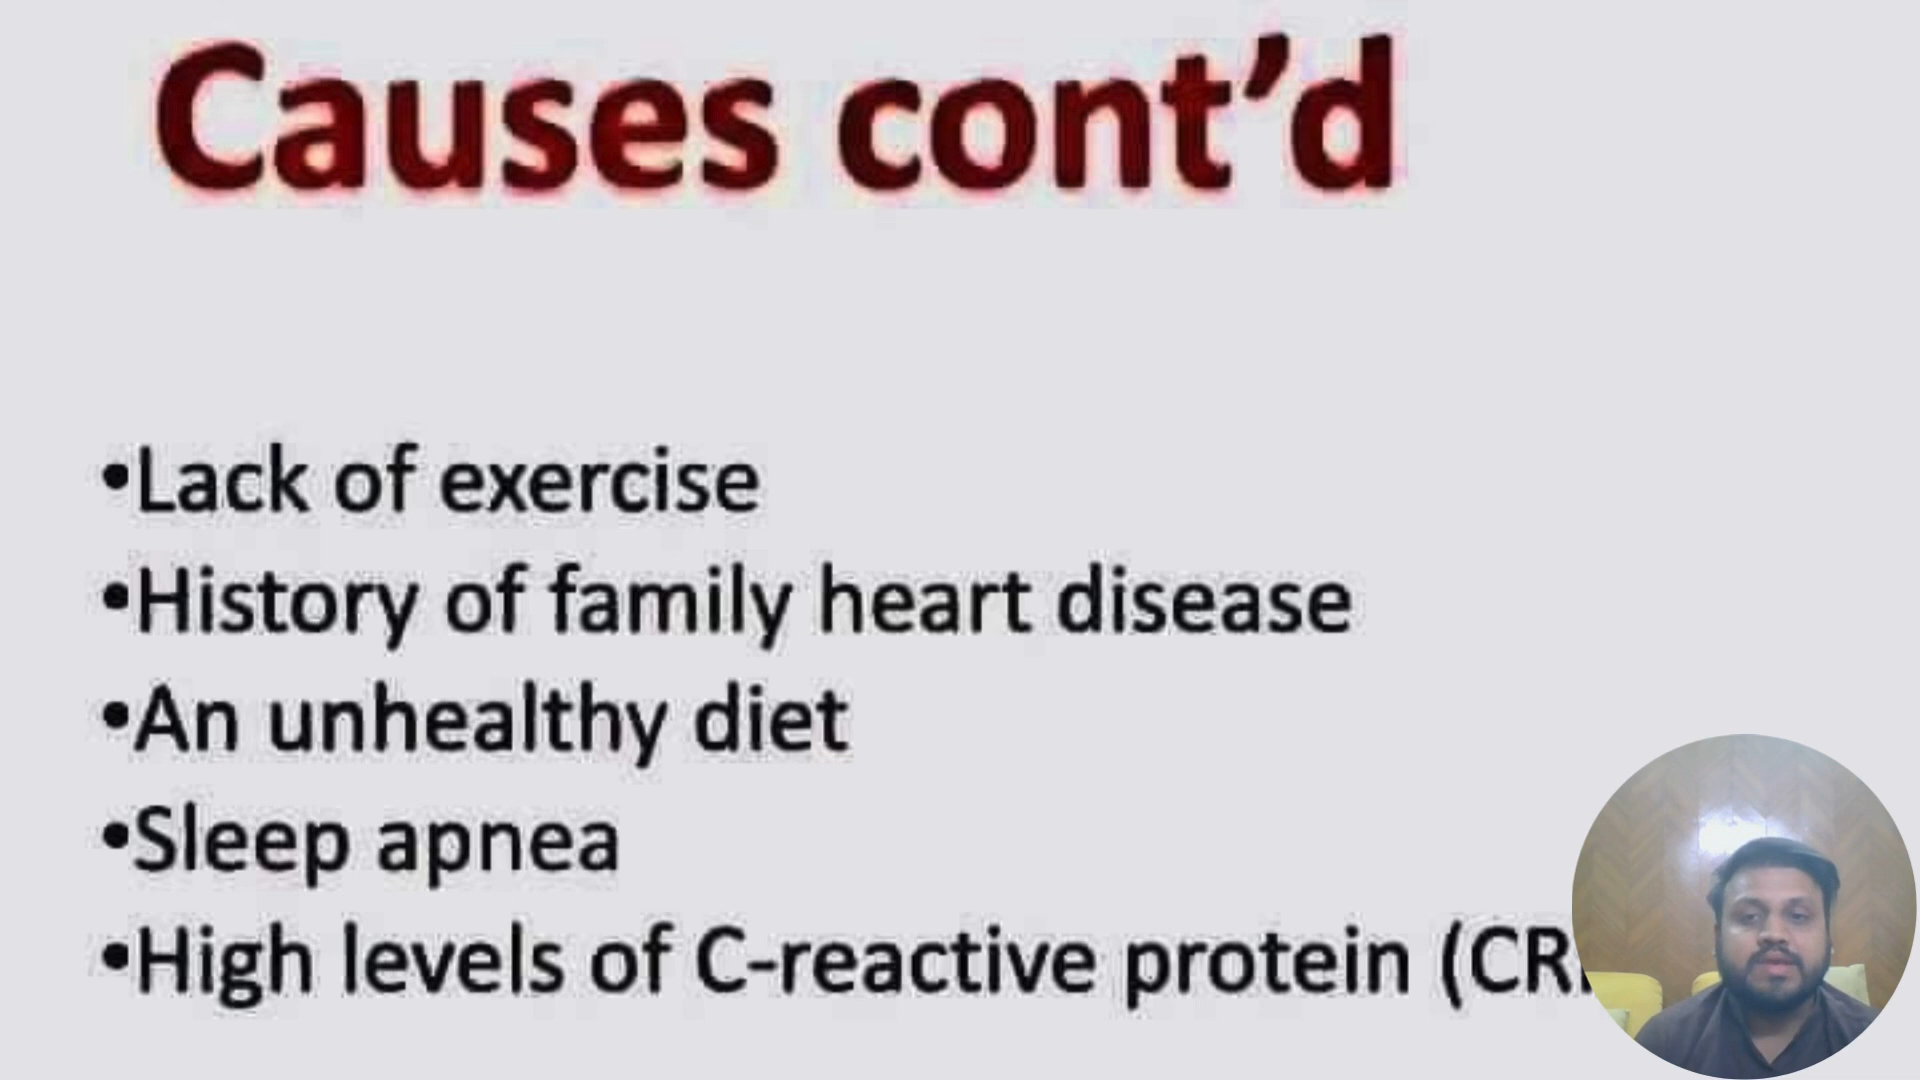 Causes cont’d
•Lack of exercise
•History of family heart disease
•An unhealthy diet
•Sleep apnea
•High levels of C-reactive protein